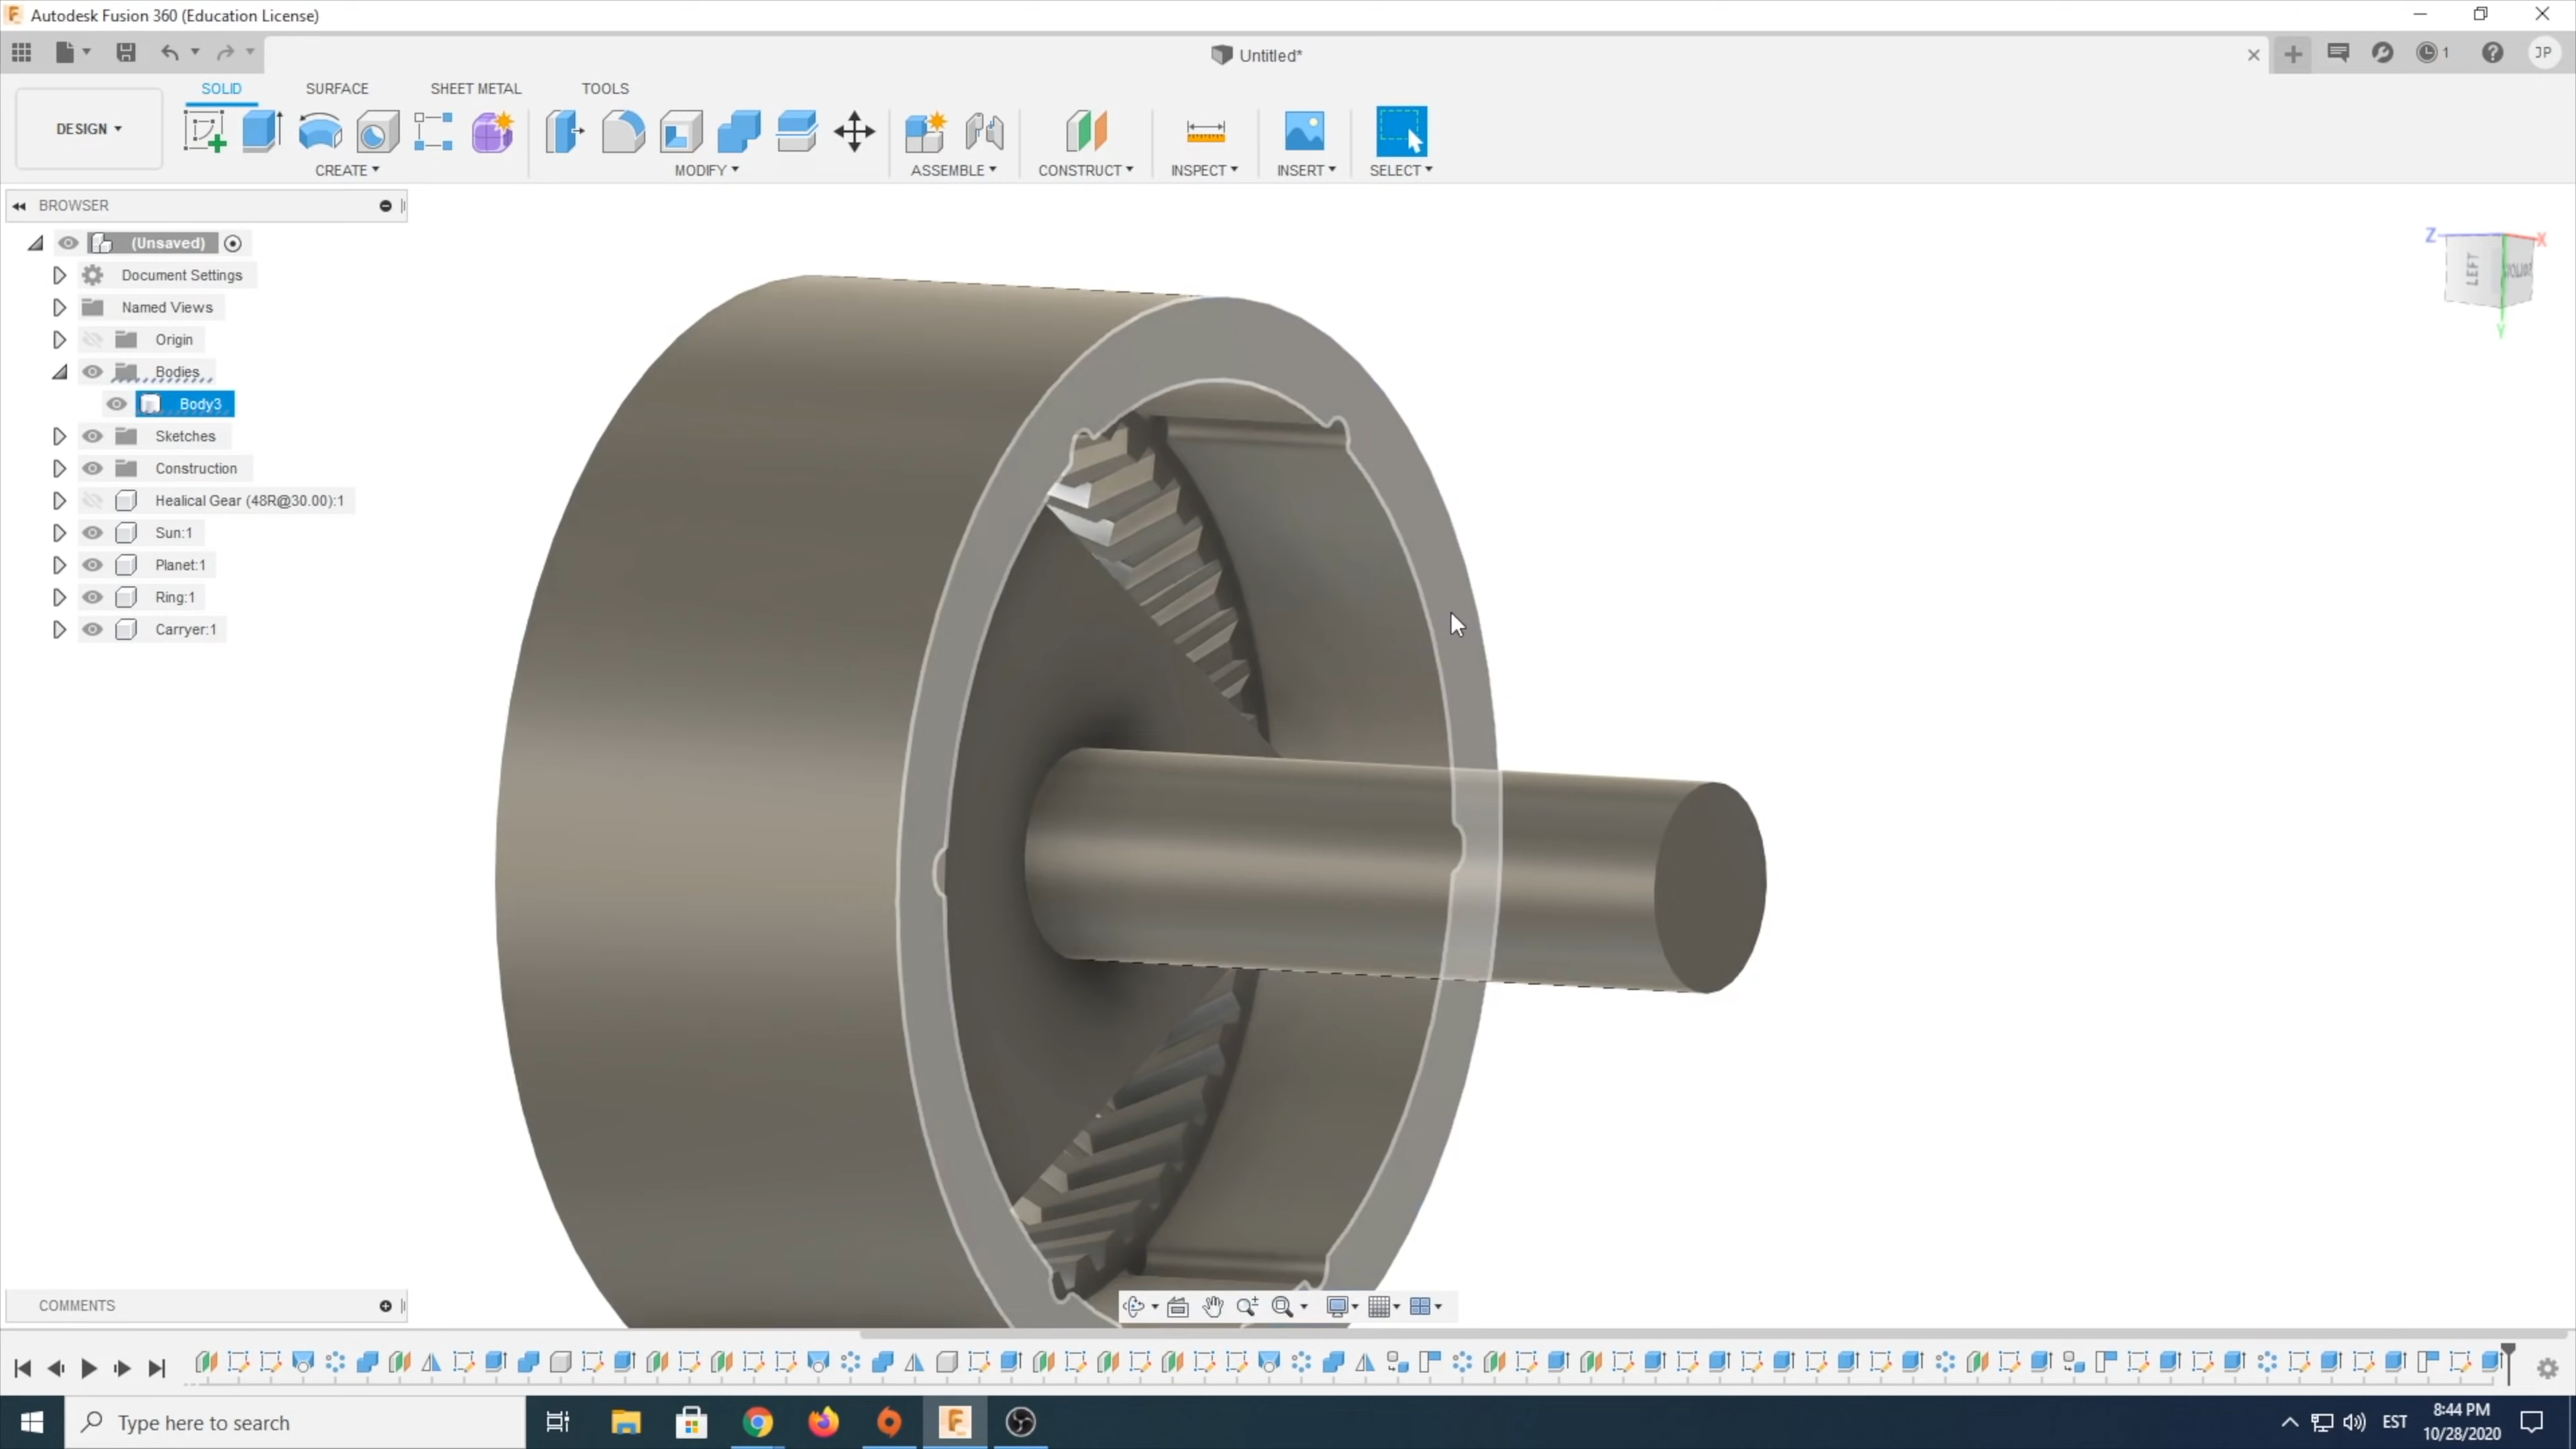 Autodesk Fusion 360 (Education License)
Untitled*
1
JP
DESIGN
SOLID SURFACE SHEET METAL TOOLS
CREATE MODIFY ASSEMBLE CONSTRUCT INSPECT INSERT SELECT
BROWSER
(Unsaved)
Document Settings
Named Views
Origin
Bodies
Body3
Sketches
Construction
Healical Gear (48R@30.00):1
Sun:1
Planet:1
Ring:1
Carryer:1
Z X
LEFT
Y
COMMENTS
Type here to search
EST
8:44 PM
10/28/2020